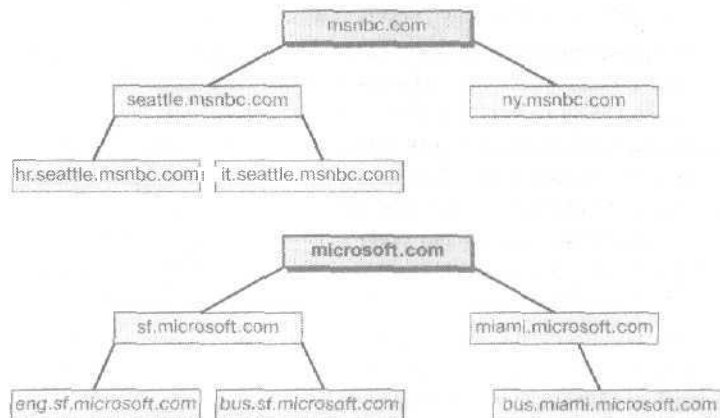 msnbc.com
seattle.msnbc.com ny.msnbc.com
hr.seattle.msnbc.com it.seattle.msnbc.com
microsoft.com
sf.microsoft.com miami.microsoft.com
eng.sf.microsoft.com bus.sf.microsoft.com bus.miami.microsoft.com